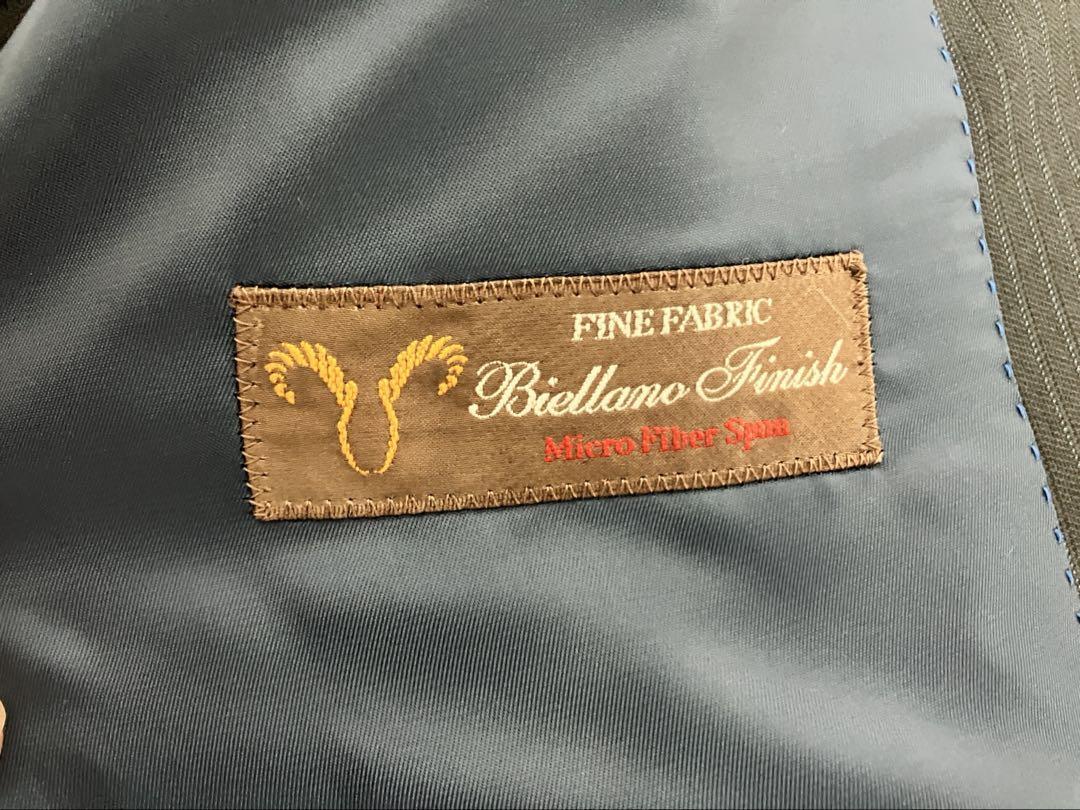 FINE FABRIC
Biellano Finish
Micro Fiber Spun